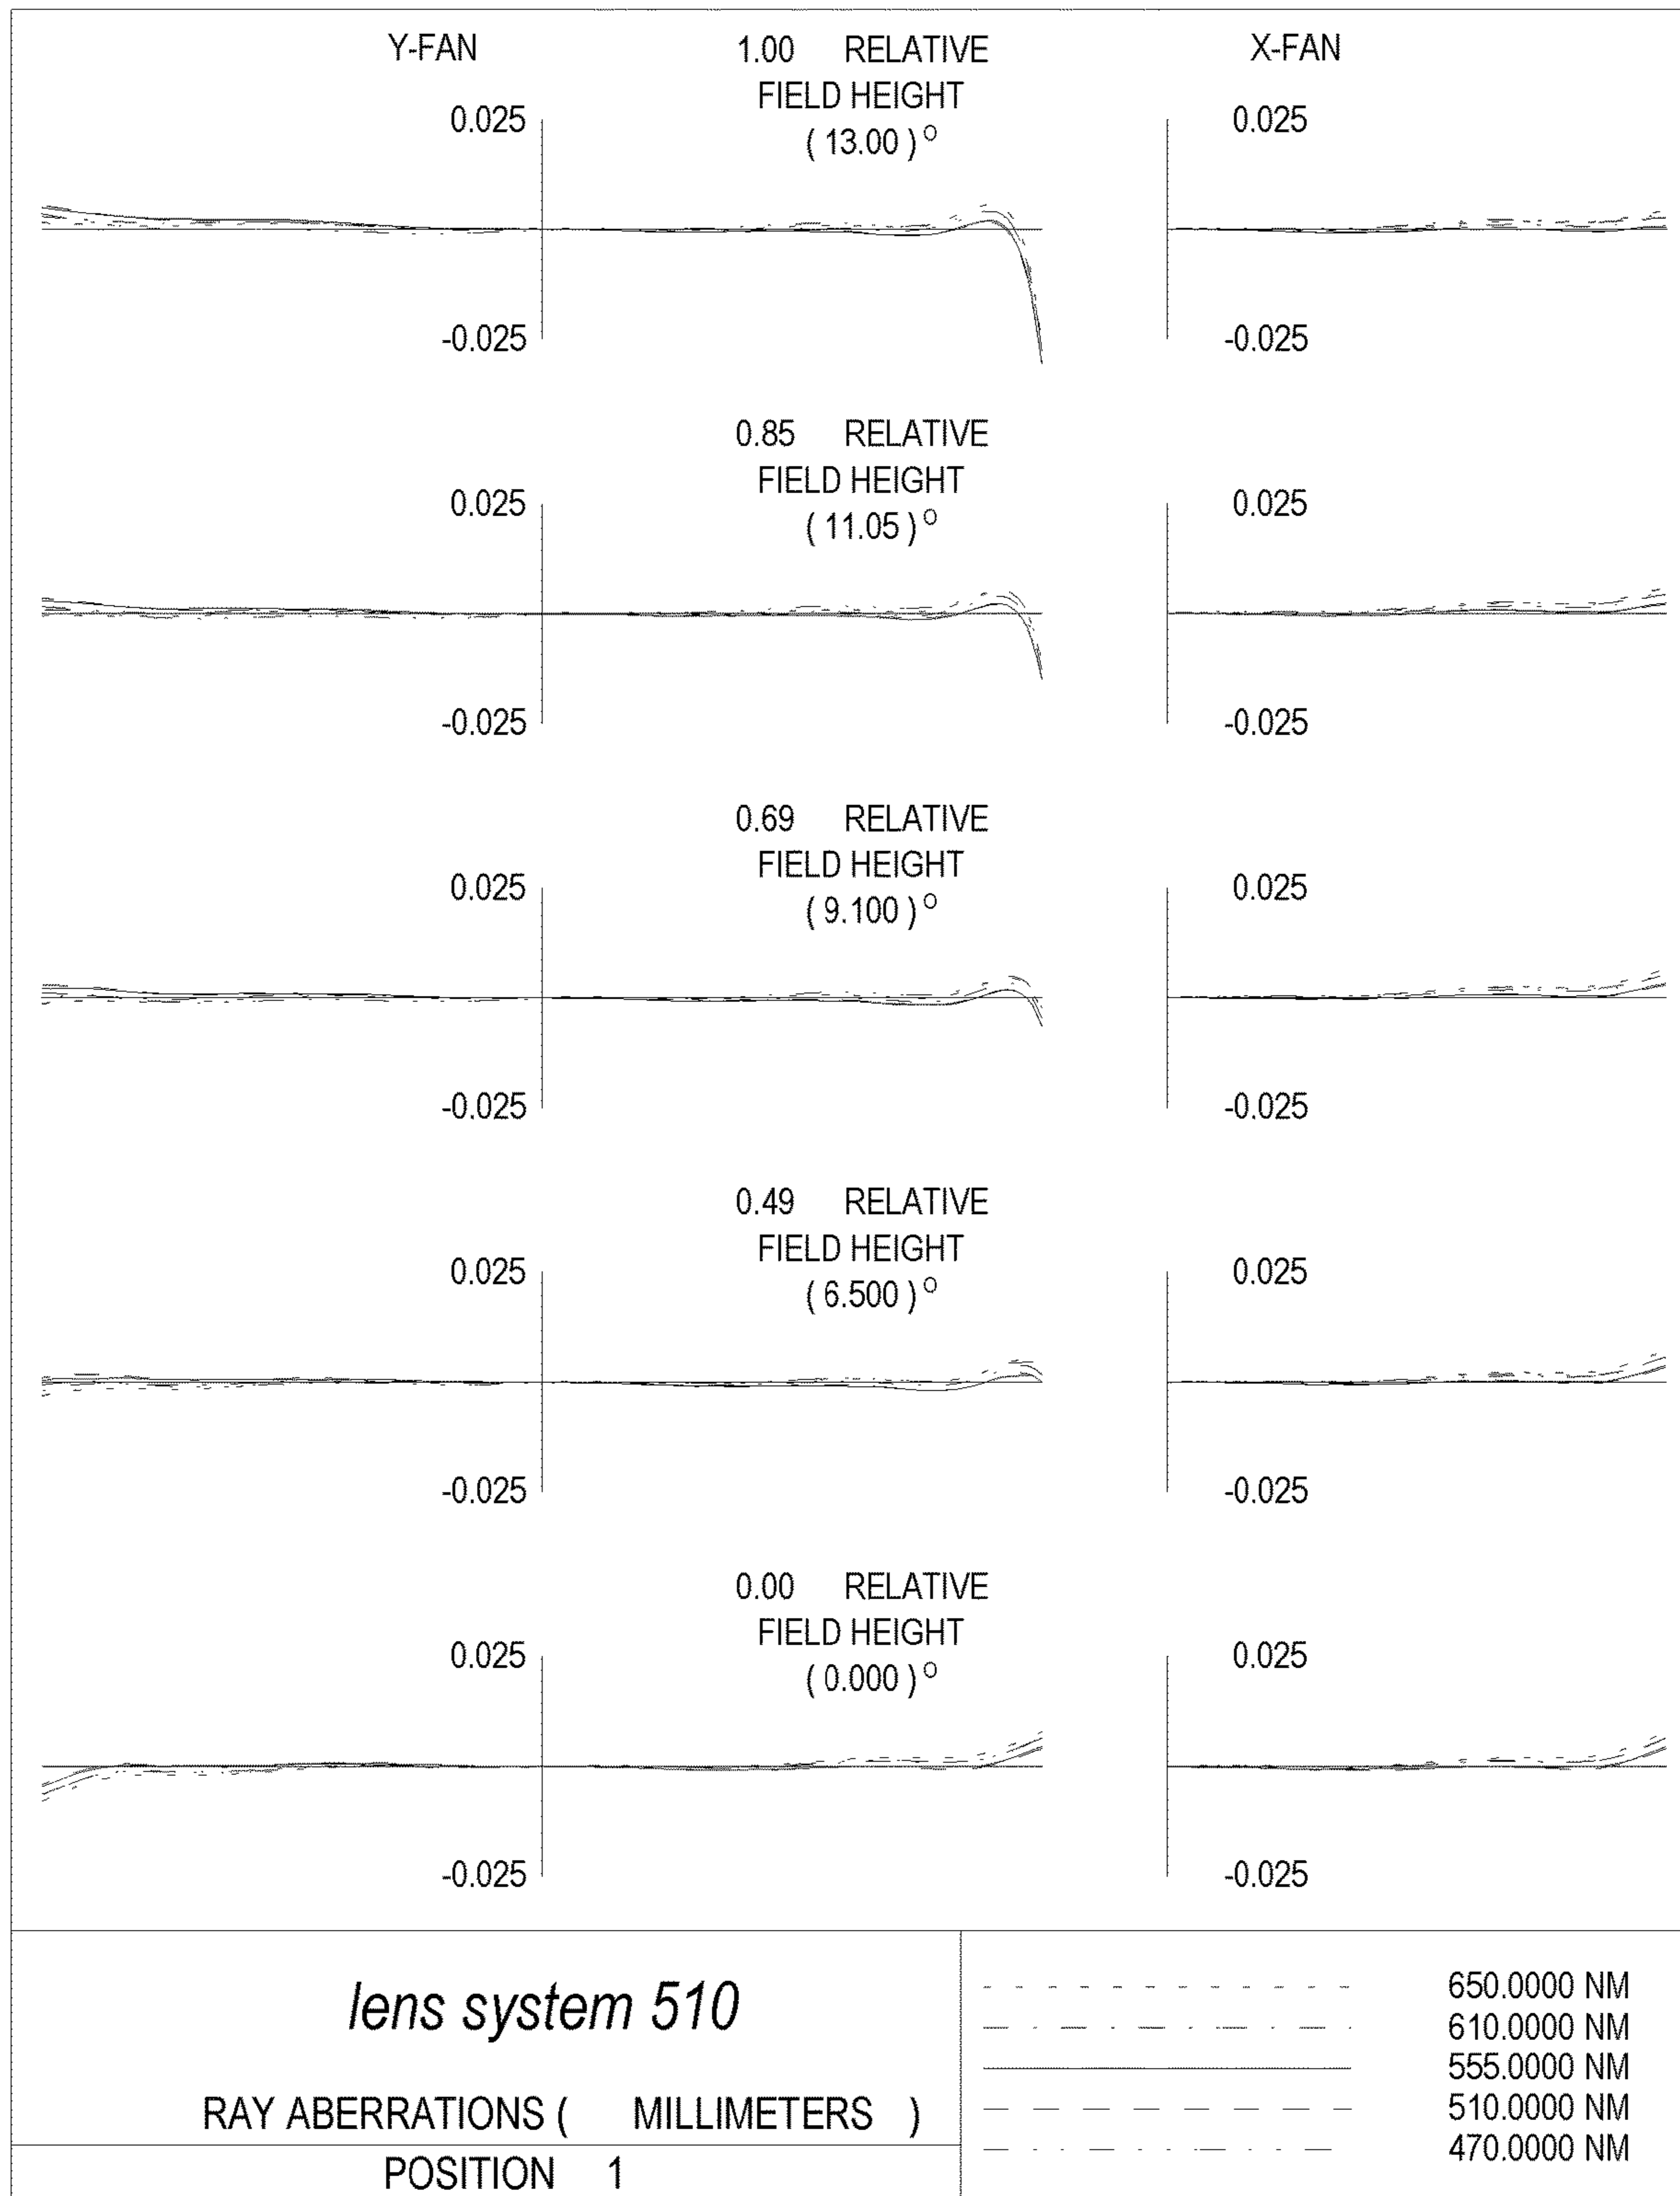 Y-FAN 1.00 RELATIVE X-FAN
FIELD HEIGHT
0.025 ( 13.00 )O 0.025
-0.025 -0.025
0.85 RELATIVE
FIELD HEIGHT
0.025 ( 11.05 )O 0.025
-0.025 -0.025
0.69 RELATIVE
FIELD HEIGHT
0.025 ( 9.100 )O 0.025
-0.025 -0.025
0.49 RELATIVE
FIELD HEIGHT
0.025 ( 6.500 )O 0.025
-0.025 -0.025
0.00 RELATIVE
FIELD HEIGHT
0.025 ( 0.000 )O 0.025
-0.025 -0.025
lens system 510
RAY ABERRATIONS ( MILLIMETERS )
POSITION 1
650.0000 NM
610.0000 NM
555.0000 NM
510.0000 NM
470.0000 NM